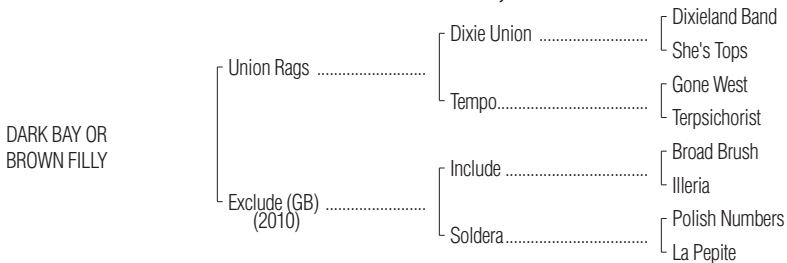 Dixieland Band
Dixie Union ..........................
She's Tops
Union Rags ..........................
Gone West
Tempo....................................
Terpsichorist
DARK BAY OR
BROWN FILLY
Broad Brush
Include ..................................
Illeria
Exclude (GB) ........................
(2010)
Polish Numbers
Soldera..................................
La Pepite